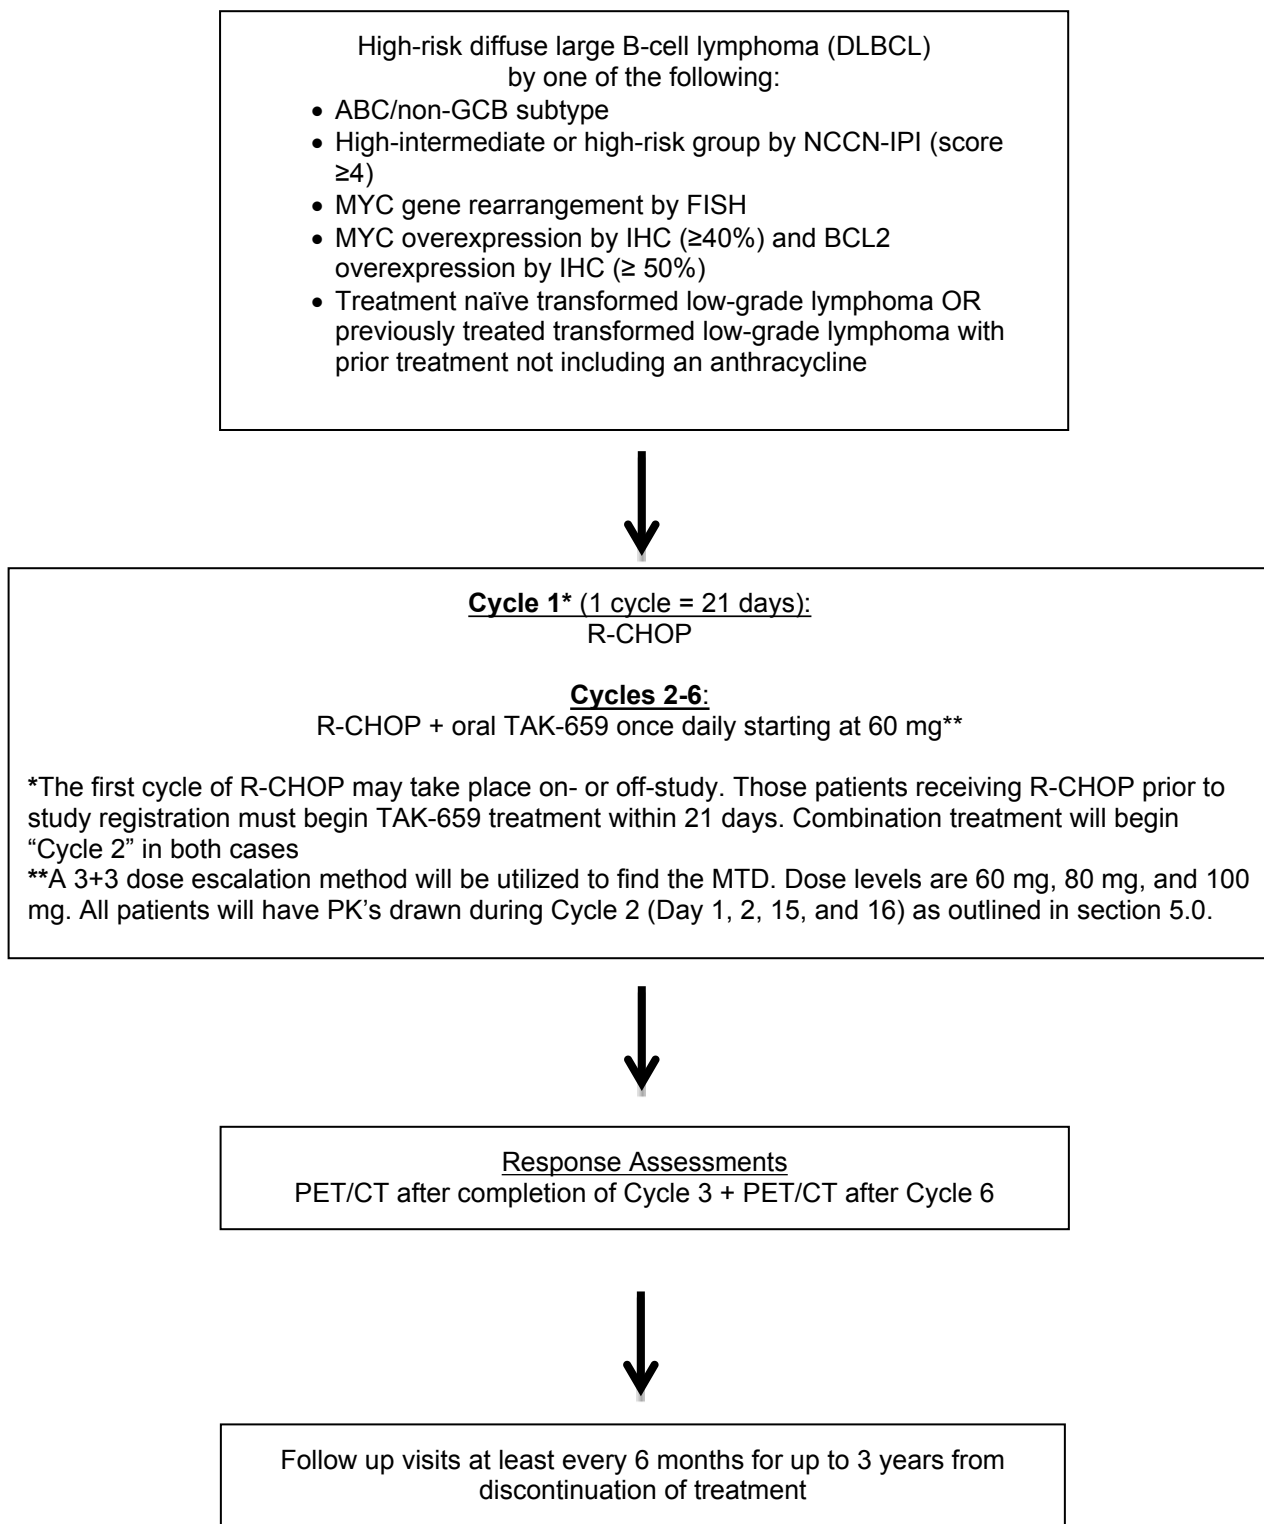 High-risk diffuse large B-cell lymphoma (DLBCL)
by one of the following:
• ABC/non-GCB subtype
• High-intermediate or high-risk group by NCCN-IPI (score
≥4)
• MYC gene rearrangement by FISH
• MYC overexpression by IHC (≥40%) and BCL2
overexpression by IHC (≥ 50%)
• Treatment naïve transformed low-grade lymphoma OR
previously treated transformed low-grade lymphoma with
prior treatment not including an anthracycline
Cycle 1* (1 cycle = 21 days):
R-CHOP
Cycles 2-6:
R-CHOP + oral TAK-659 once daily starting at 60 mg**
*The first cycle of R-CHOP may take place on- or off-study. Those patients receiving R-CHOP prior to
study registration must begin TAK-659 treatment within 21 days. Combination treatment will begin
“Cycle 2” in both cases
**A 3+3 dose escalation method will be utilized to find the MTD. Dose levels are 60 mg, 80 mg, and 100
mg. All patients will have PK's drawn during Cycle 2 (Day 1, 2, 15, and 16) as outlined in section 5.0.
Response Assessments
PET/CT after completion of Cycle 3 + PET/CT after Cycle 6
Follow up visits at least every 6 months for up to 3 years from
discontinuation of treatment